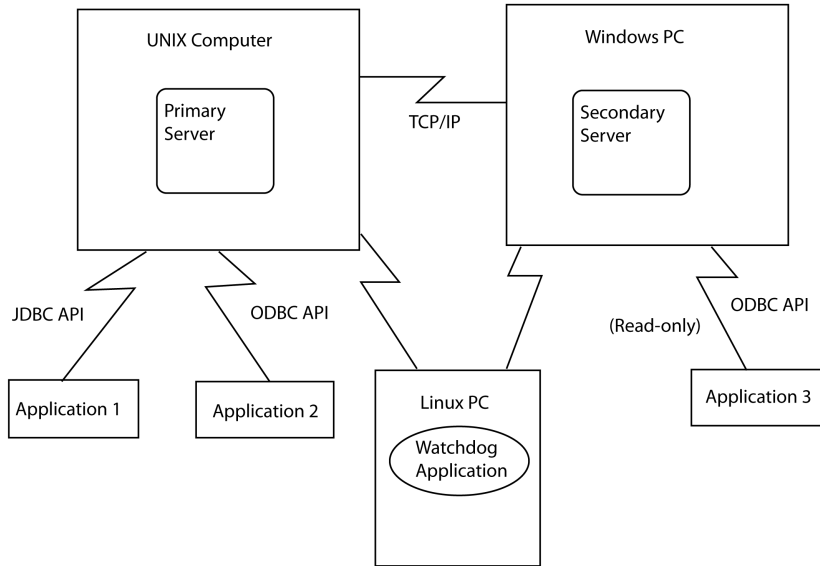 UNIX Computer
Windows PC
Primary
Server
Secondary
Server
TCP/IP
JDBC API
ODBC API
(Read-only)
ODBC API
Application 1
Application 2
Linux PC
Watchdog
Application
Application 3